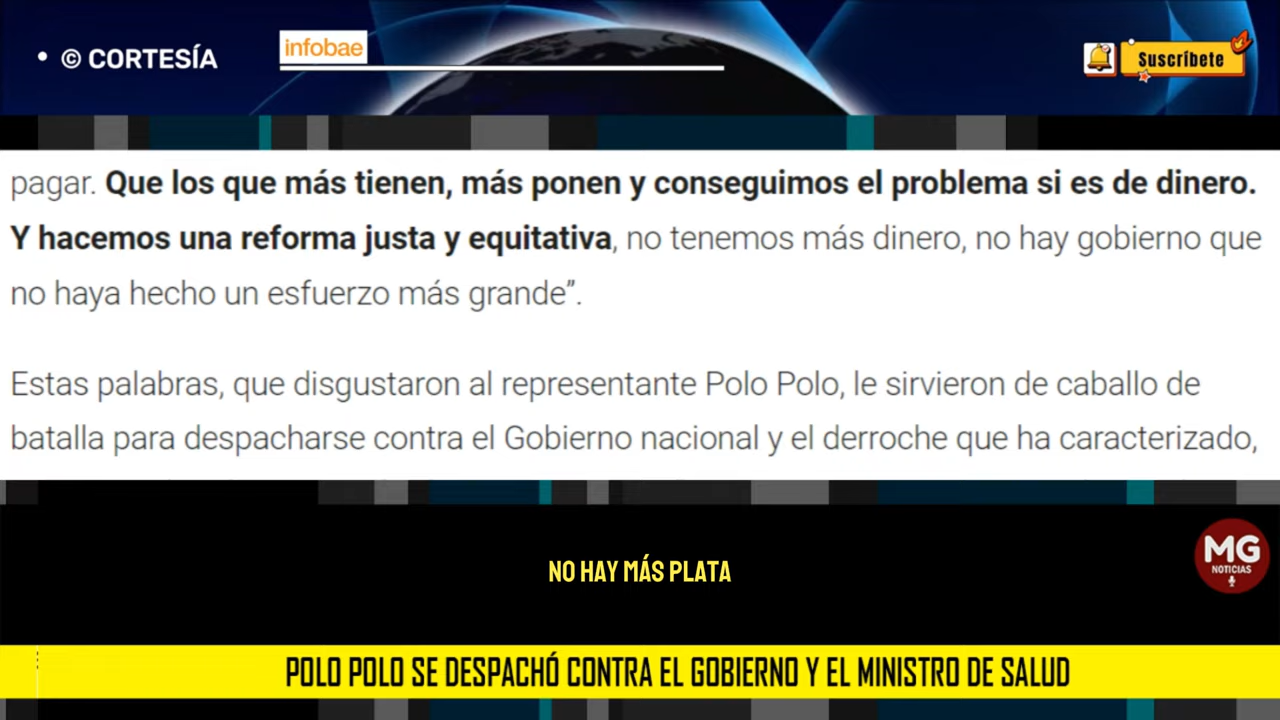 • © CORTESÍA
infobae
Suscríbete
pagar. Que los que más tienen, más ponen y conseguimos el problema si es de dinero.
Y hacemos una reforma justa y equitativa, no tenemos más dinero, no hay gobierno que
no haya hecho un esfuerzo más grande”.
Estas palabras, que disgustaron al representante Polo Polo, le sirvieron de caballo de
batalla para despacharse contra el Gobierno nacional y el derroche que ha caracterizado,
NO HAY MÁS PLATA
MG
NOTICIAS
POLO POLO SE DESPACHÓ CONTRA EL GOBIERNO Y EL MINISTRO DE SALUD